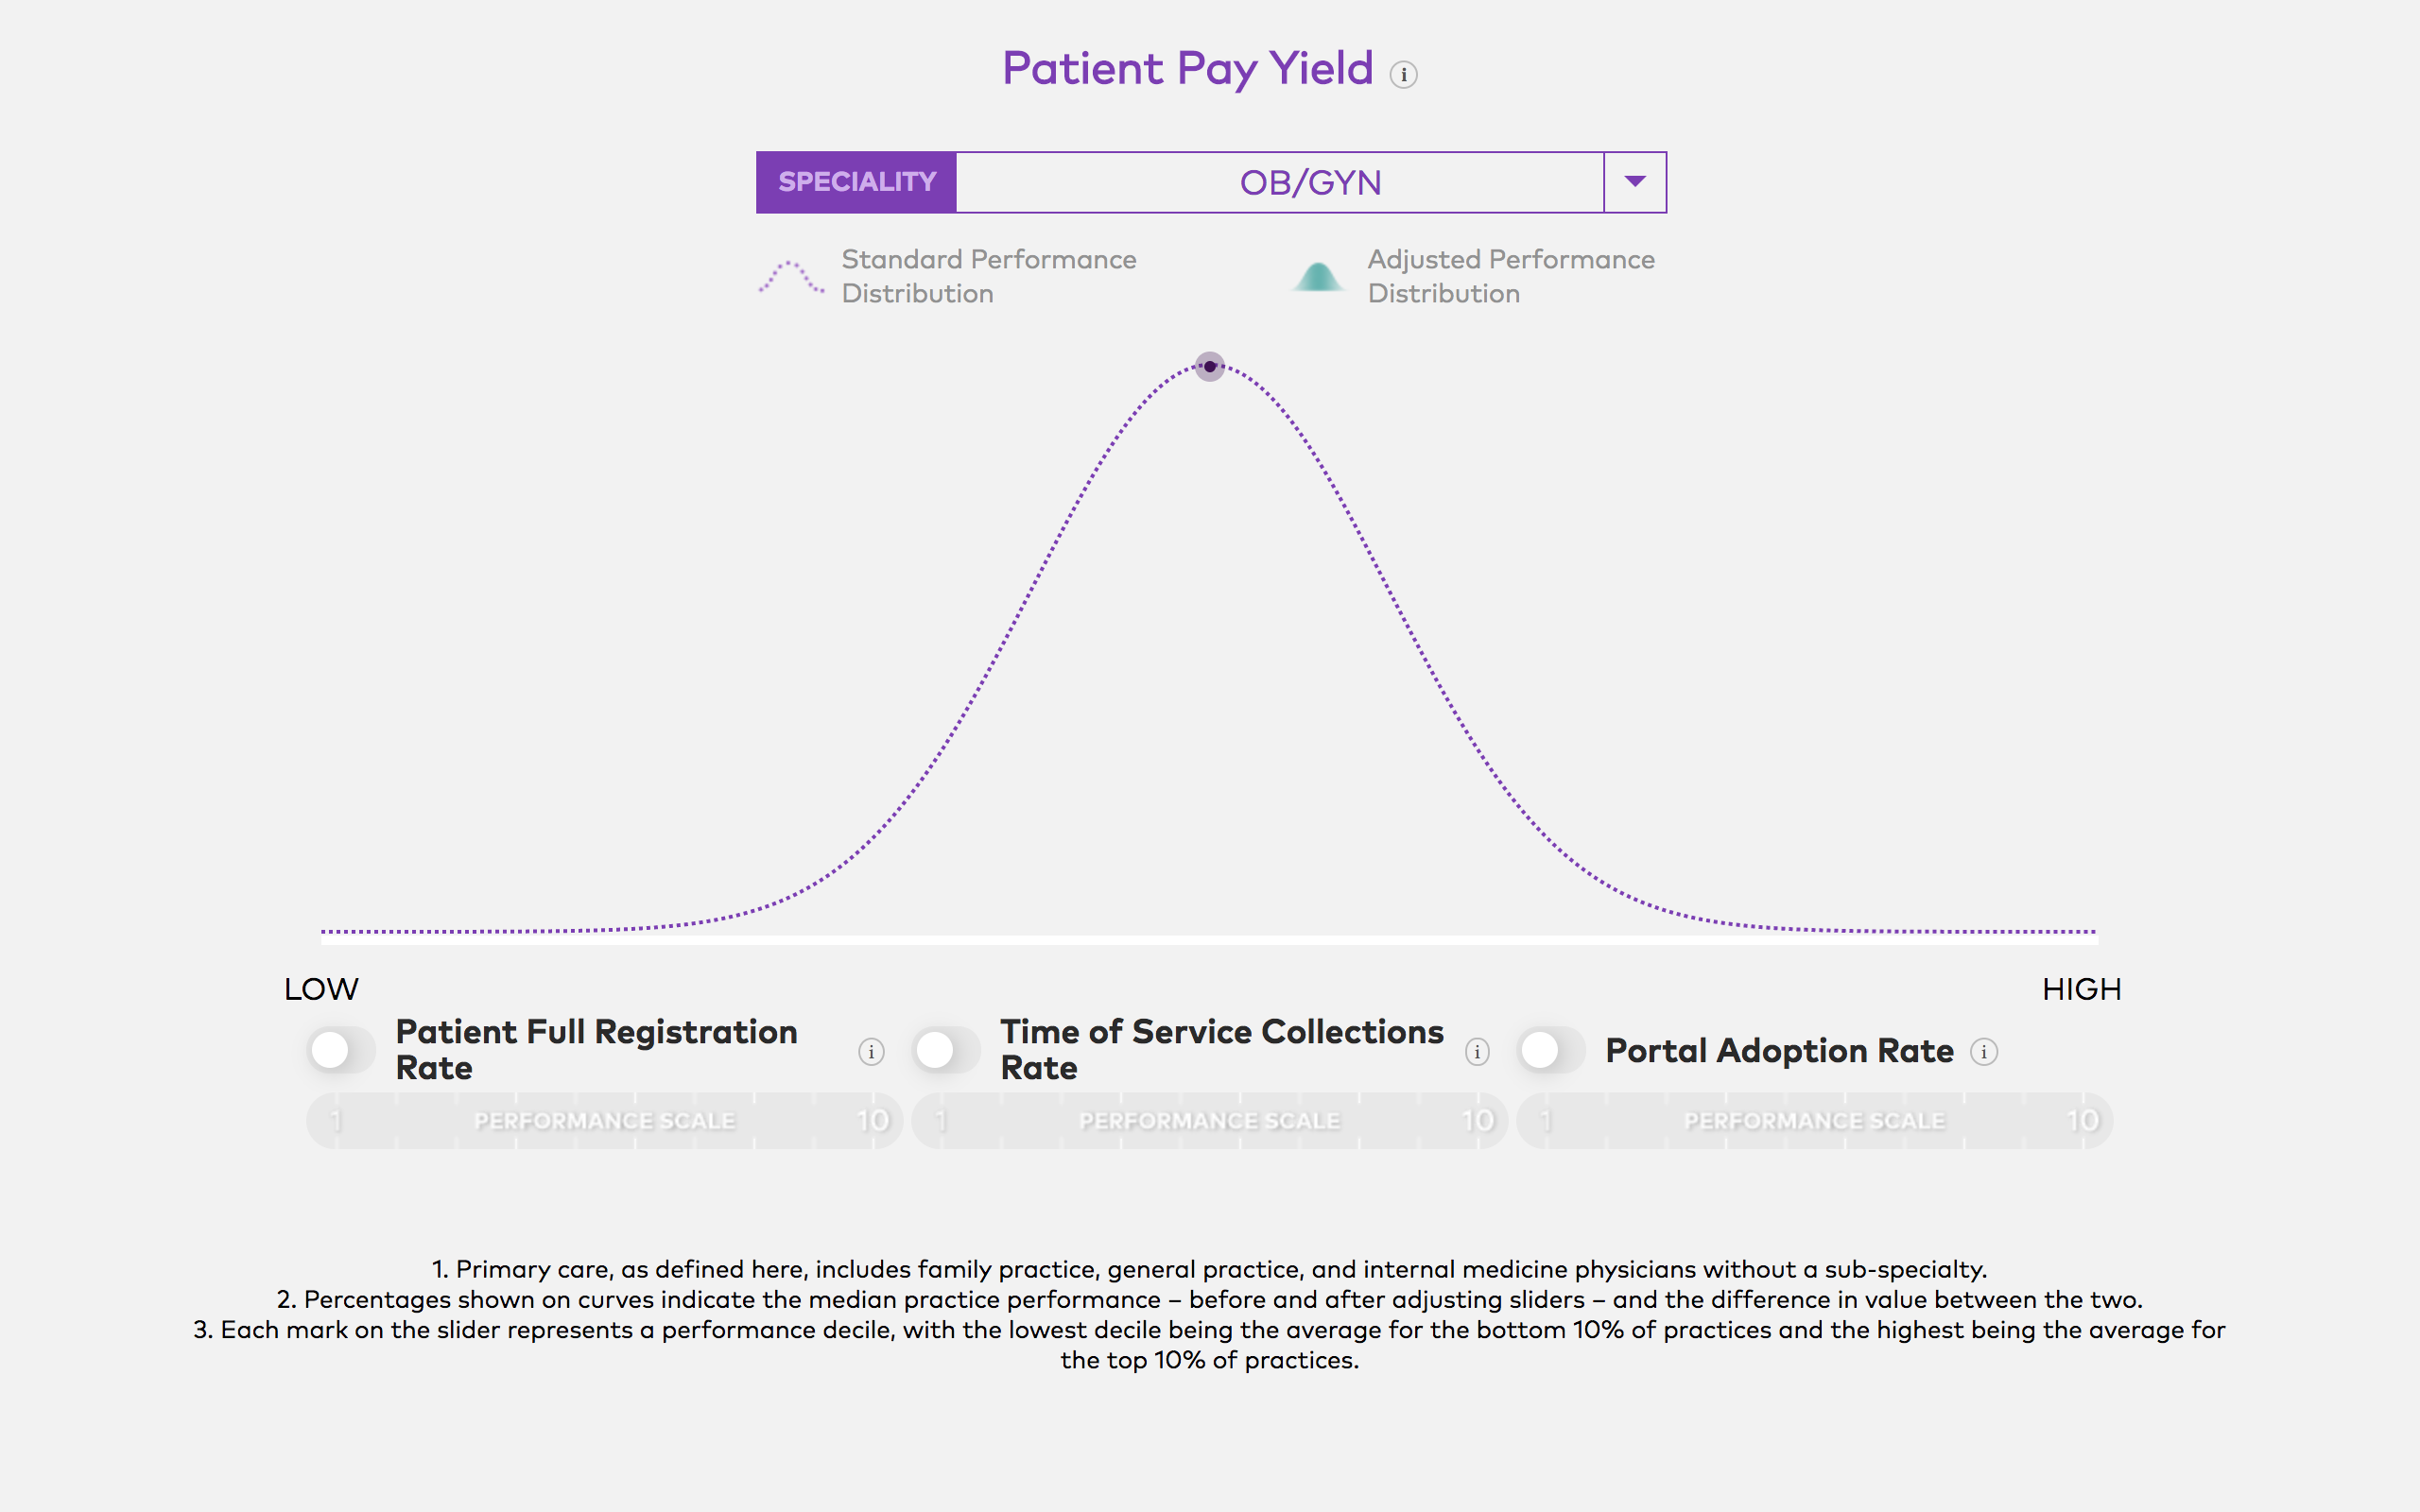 Patient Pay Yield i
SPECIALITY OB/GYN
Standard Performance
Distribution
Adjusted Performance
Distribution
LOW
HIGH
Patient Full Registration
Rate i
Time of Service Collections
Rate i
Portal Adoption Rate i
1 PERFORMANCE SCALE 10
1 PERFORMANCE SCALE 10
1 PERFORMANCE SCALE 10
1. Primary care, as defined here, includes family practice, general practice, and internal medicine physicians without a sub-specialty.
2. Percentages shown on curves indicate the median practice performance – before and after adjusting sliders – and the difference in value between the two.
3. Each mark on the slider represents a performance decile, with the lowest decile being the average for the bottom 10% of practices and the highest being the average for
the top 10% of practices.